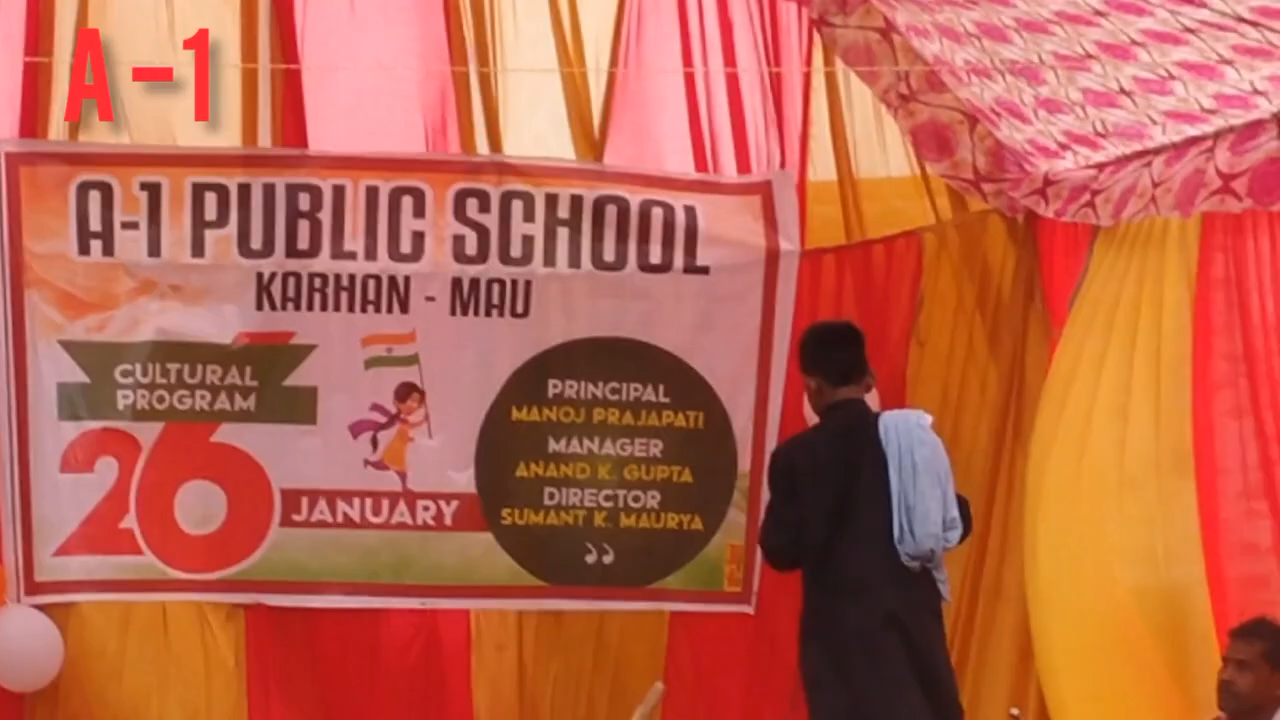 A-1
A-1 PUBLIC SCHOOL
KARHAN - MAU
CULTURAL
PROGRAM
26
JANUARY
PRINCIPAL
MANOJ PRAJAPATI
MANAGER
ANAND K. GUPTA
DIRECTOR
SUMANT K. MAURYA
”